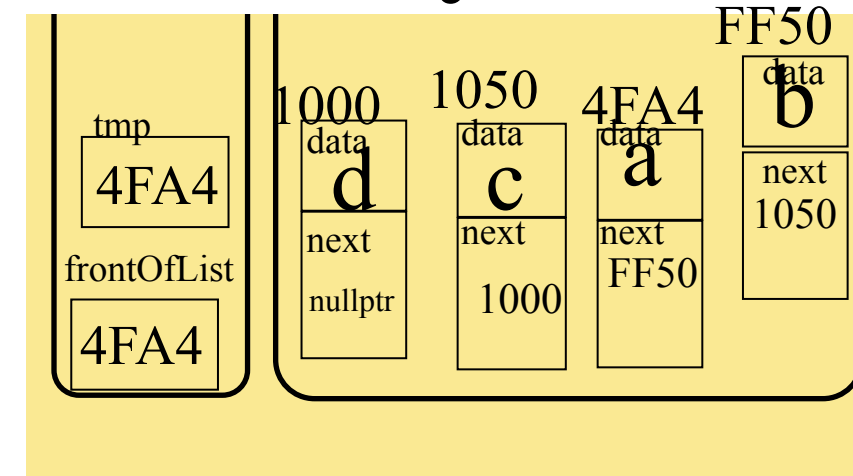 tmp
4FA4
frontOfList
4FA4
1000
data
d
next
nullptr
1050
data
c
next
1000
4FA4
data
a
next
FF50
FF50
data
b
next
1050